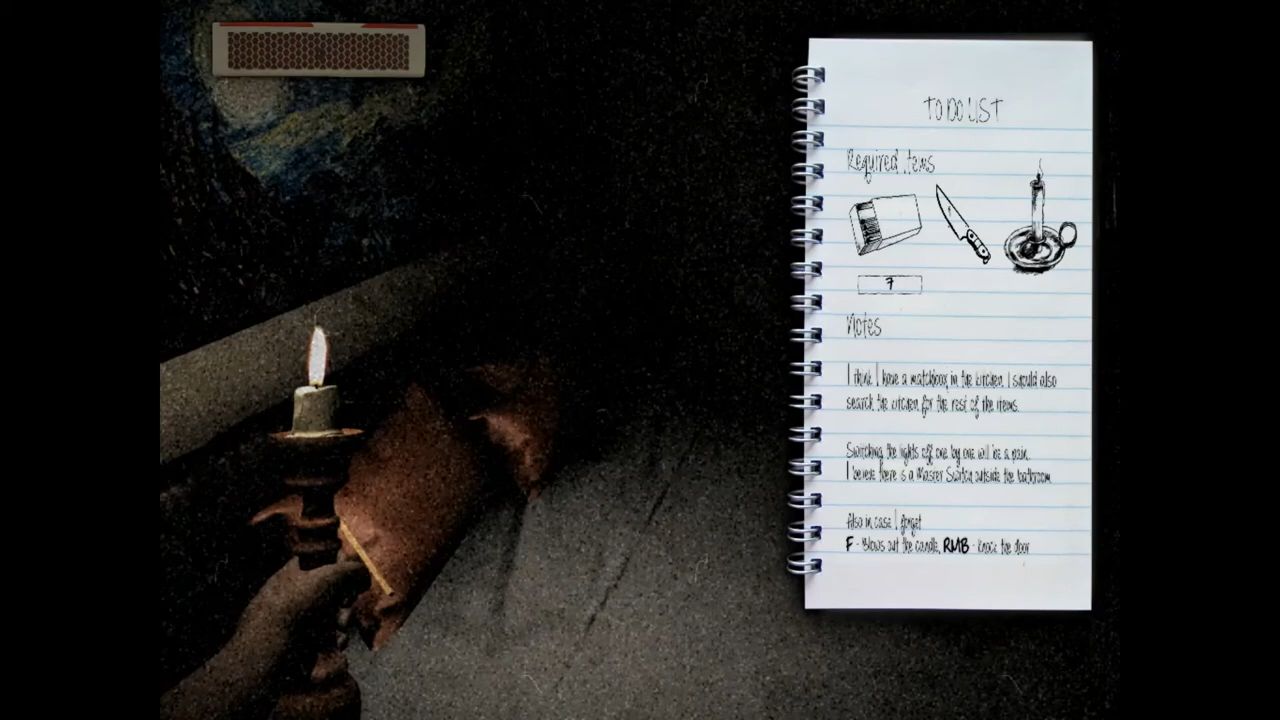 TO DO LIST
Required Items
7
Notes
I think I have a matchbox in the kitchen. I should also
search the kitchen for the rest of the items.
Switching the lights off one by one will be a pain.
I believe there is a Master Switch outside the bathroom
Also in case I forget
F - Blows out the candle, RMB - knock the door